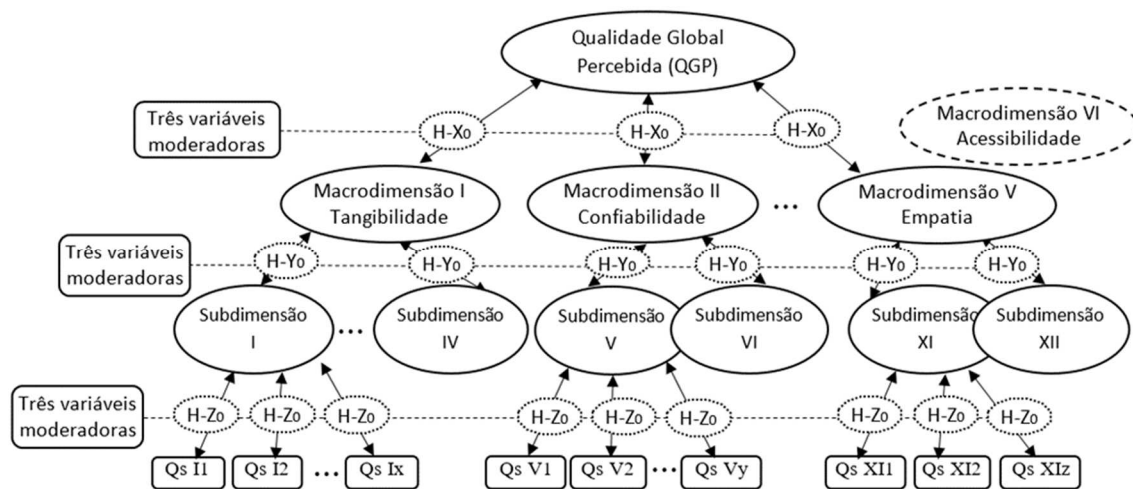 Qualidade Global
Percebida (QGP)
Três variáveis
moderadoras
H-X₀
H-X₀
H-X₀
Macrodimensão VI
Acessibilidade
Macrodimensão I
Tangibilidade
Macrodimensão II
Confiabilidade
...
Macrodimensão V
Empatia
Três variáveis
moderadoras
H-Y₀
H-Y₀
H-Y₀
H-Y₀
H-Y₀
H-Y₀
Subdimensão
I
...
Subdimensão
IV
Subdimensão
V
Subdimensão
VI
Subdimensão
XI
Subdimensão
XII
Três variáveis
moderadoras
H-Z₀
H-Z₀
H-Z₀
H-Z₀
H-Z₀
H-Z₀
H-Z₀
H-Z₀
H-Z₀
Qs I1
Qs I2
...
Qs Ix
Qs V1
Qs V2
...
Qs Vy
Qs XI1
Qs XI2
Qs XIz